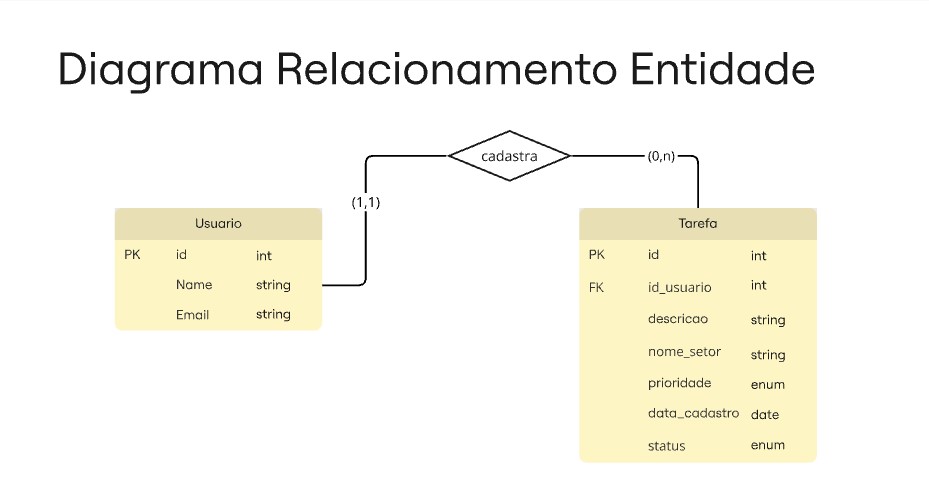 Diagrama Relacionamento Entidade
cadastra
(0,n)
(1,1)
Usuario
PK id int
Name string
Email string
Tarefa
PK id int
FK id_usuario int
descricao string
nome_setor string
prioridade enum
data_cadastro date
status enum